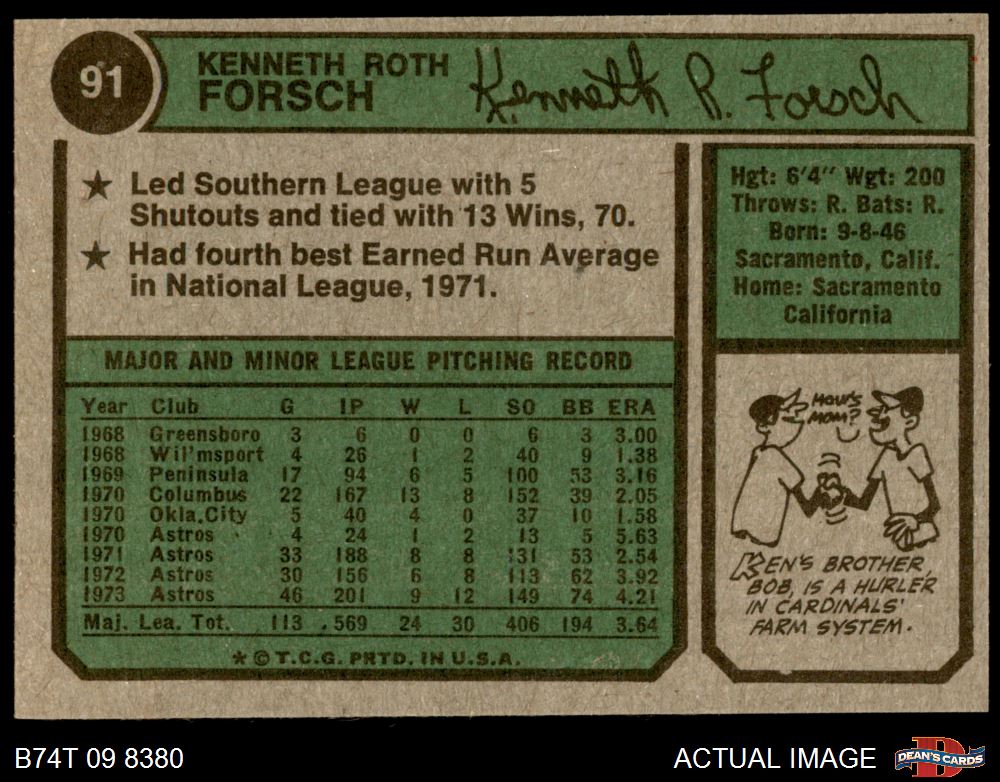 91
KENNETH ROTH
FORSCH
Kenneth R. Forsch
★ Led Southern League with 5
Shutouts and tied with 13 Wins, 70.
★ Had fourth best Earned Run Average
in National League, 1971.
Hgt: 6'4" Wgt: 200
Throws: R. Bats: R.
Born: 9-8-46
Sacramento, Calif.
Home: Sacramento
California
MAJOR AND MINOR LEAGUE PITCHING RECORD
Year Club G IP W L SO BB ERA
1968 Greensboro 3 6 0 0 6 3 3.00
1968 Wil'msport 4 26 1 2 40 9 1.38
1969 Peninsula 17 94 6 5 100 53 3.16
1970 Columbus 22 167 13 8 152 39 2.05
1970 Okla.City 5 40 4 0 37 10 1.58
1970 Astros 4 24 1 2 13 5 5.63
1971 Astros 33 188 8 8 131 53 2.54
1972 Astros 30 156 6 8 113 62 3.92
1973 Astros 46 201 9 12 149 74 4.21
Maj. Lea. Tot. 113 569 24 30 406 194 3.64
★ © T.C.G. PRTD. IN U.S.A.
HOW'S
MOM?
KEN'S BROTHER,
BOB, IS A HURLER
IN CARDINALS'
FARM SYSTEM.
B74T 09 8380
ACTUAL IMAGE
D
DEAN'S CARDS